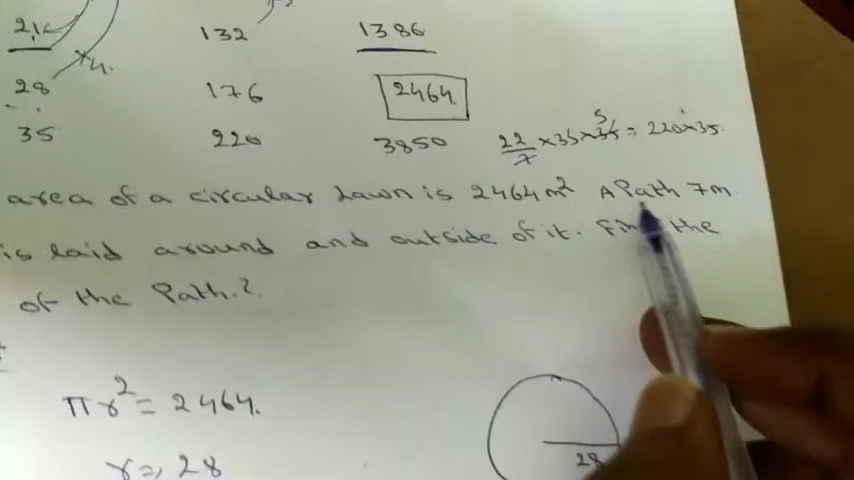 21 132 1386
×4.
28 176 2464
35 220 3850 22/7 × 35 × 35 5 = 220×35.
area of a circular Lawn is 2464 m² A Path 7m
is laid around and outside of it. the
of the Path.?
πr² = 2464.
r = 28
28